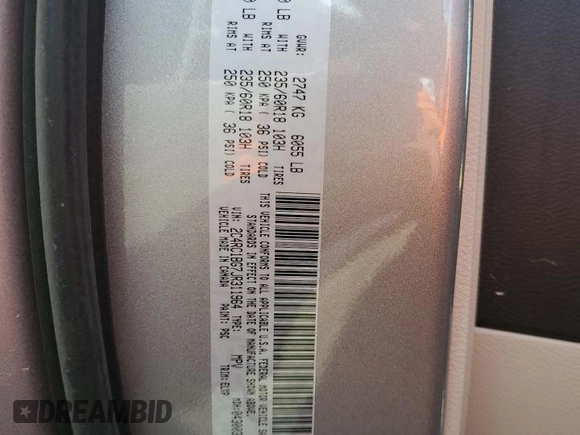 GVWR: 2747 KG 6055 LB
LB WITH 235/60R18 103H TIRES
RIMS AT 250 KPA ( 36 PSI) COLD
LB WITH 235/60R18 103H TIRES
RIMS AT 250 KPA ( 36 PSI) COLD
THIS VEHICLE CONFORMS TO ALL APPLICABLE U.S.A. FEDERAL MOTOR VEHICLE
STANDARDS IN EFFECT ON THE DATE OF MANUFACTURE SHOWN ABOVE.
VIN: 2C4RC1BG7JR311964 TYPE: MPV
VEHICLE MADE IN CANADA PAINT: PSC TRIM:
DREAMBID